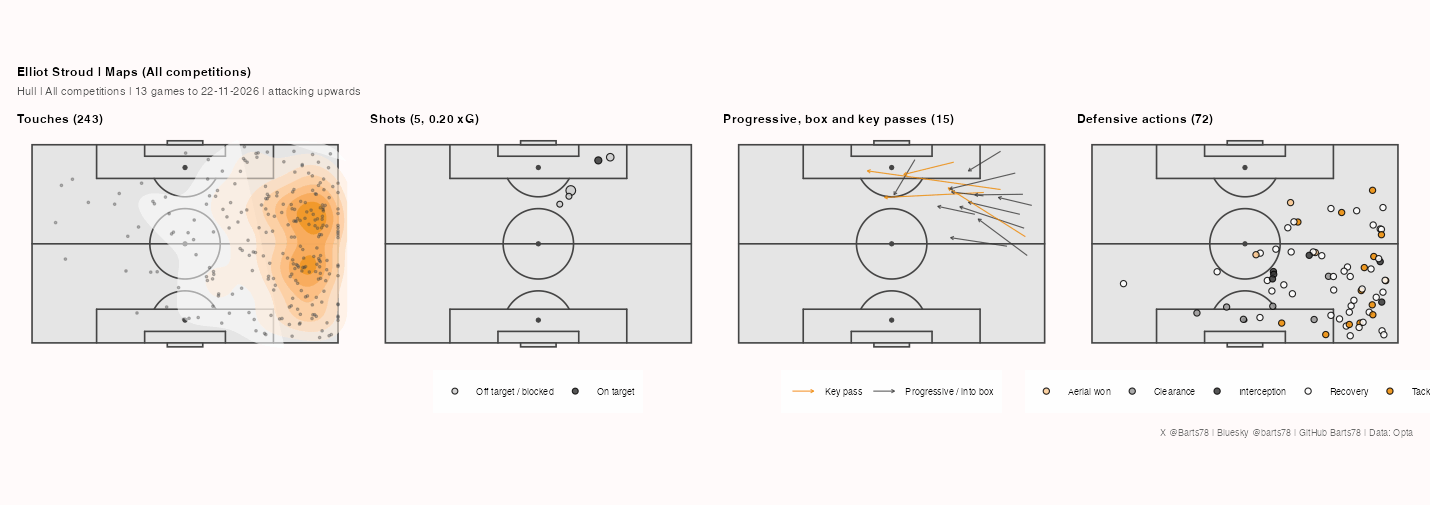 Elliot Stroud | Maps (All competitions)
Hull | All competitions | 13 games to 22-11-2026 | attacking upwards
Touches (243)
Shots (5, 0.20 xG)
Progressive, box and key passes (15)
Defensive actions (72)
Off target / blocked
On target
Key pass
Progressive / into box
Aerial won
Clearance
Interception
Recovery
Tack
X @Barts78 | Bluesky @barts78 | GitHub Barts78 | Data: Opta